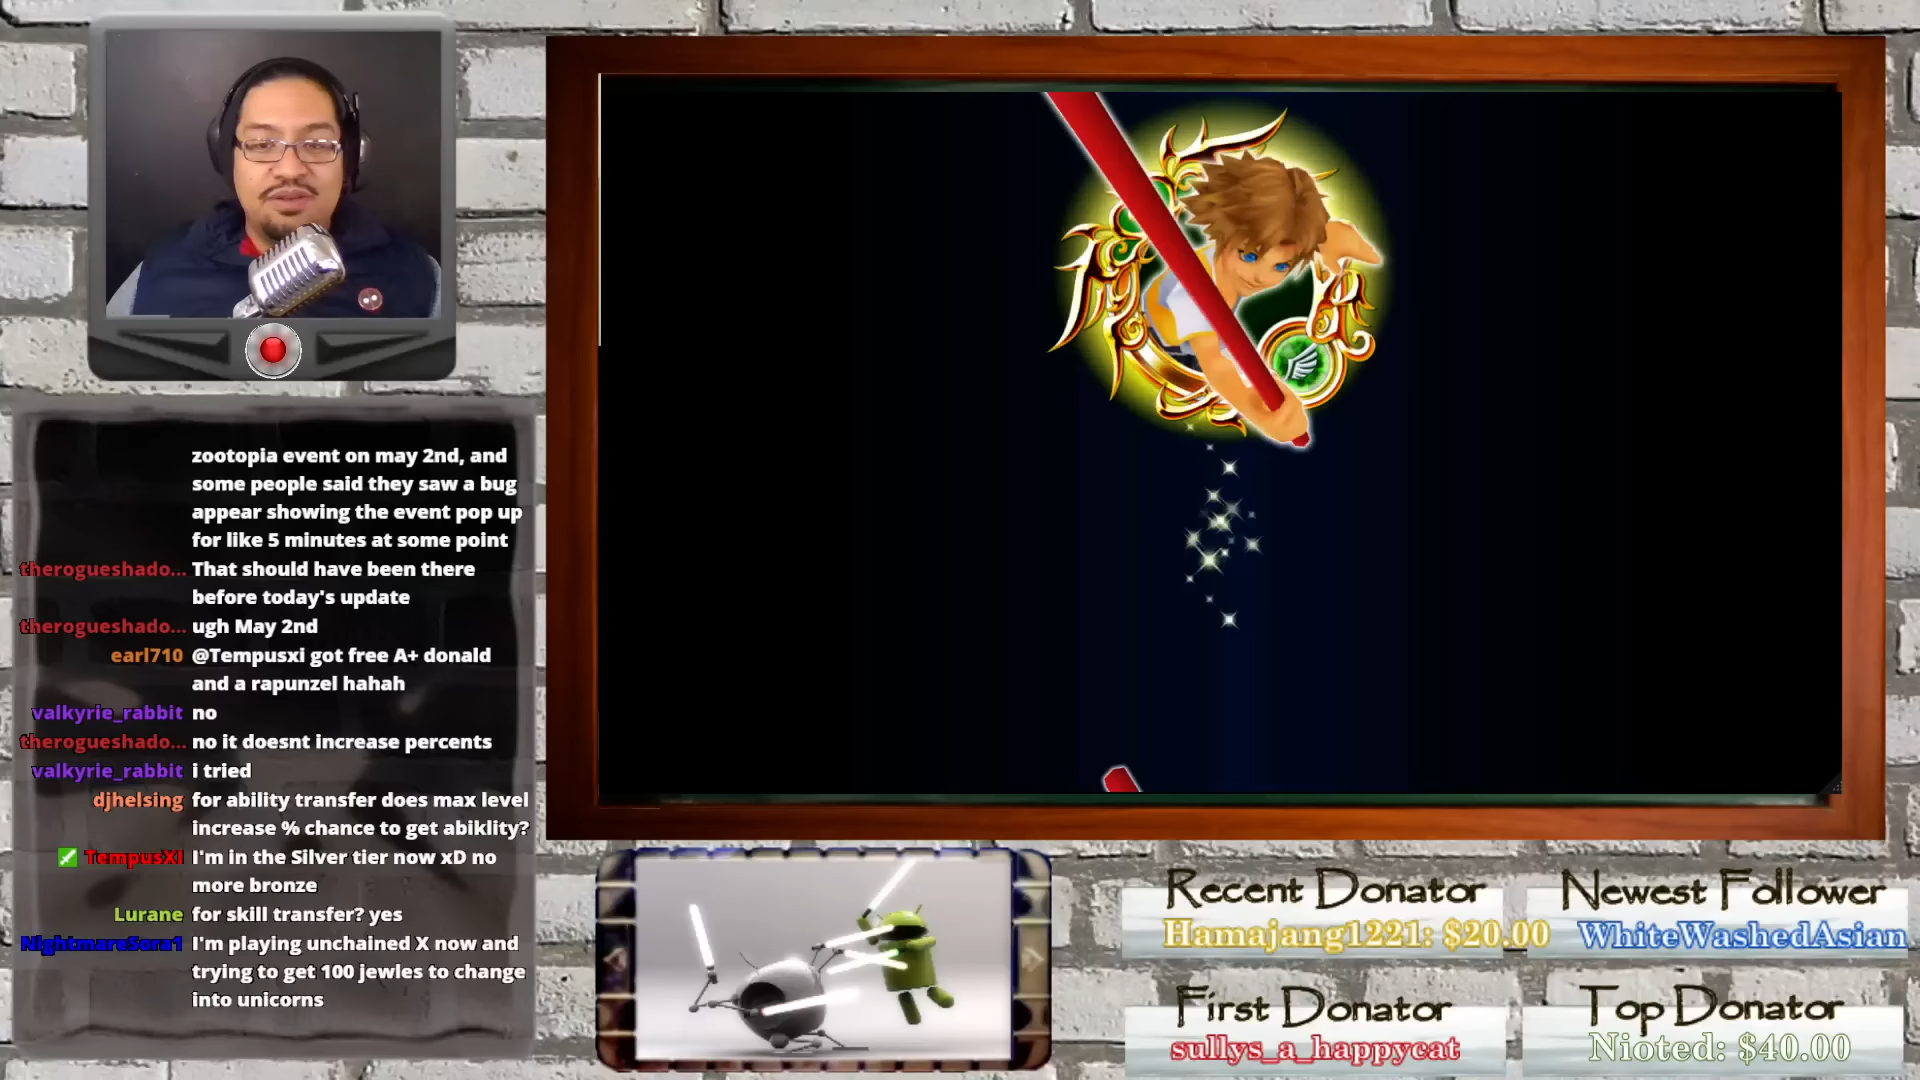 zootopia event on may 2nd, and
some people said they saw a bug
appear showing the event pop up
for like 5 minutes at some point
therogueshado... That should have been there
before today's update
therogueshado... ugh May 2nd
earl710 @Tempusxi got free A+ donald
and a rapunzel hahah
valkyrie_rabbit no
therogueshado... no it doesnt increase percents
valkyrie_rabbit i tried
djhelsing for ability transfer does max level
increase % chance to get abiklity?
TempusXI I'm in the Silver tier now xD no
more bronze
Lurane for skill transfer? yes
NightmareSora1 I'm playing unchained X now and
trying to get 100 jewles to change
into unicorns
Recent Donator
Hamajang1221: $20.00
Newest Follower
WhiteWashedAsian
First Donator
sullys_a_happycat
Top Donator
Nioted: $40.00